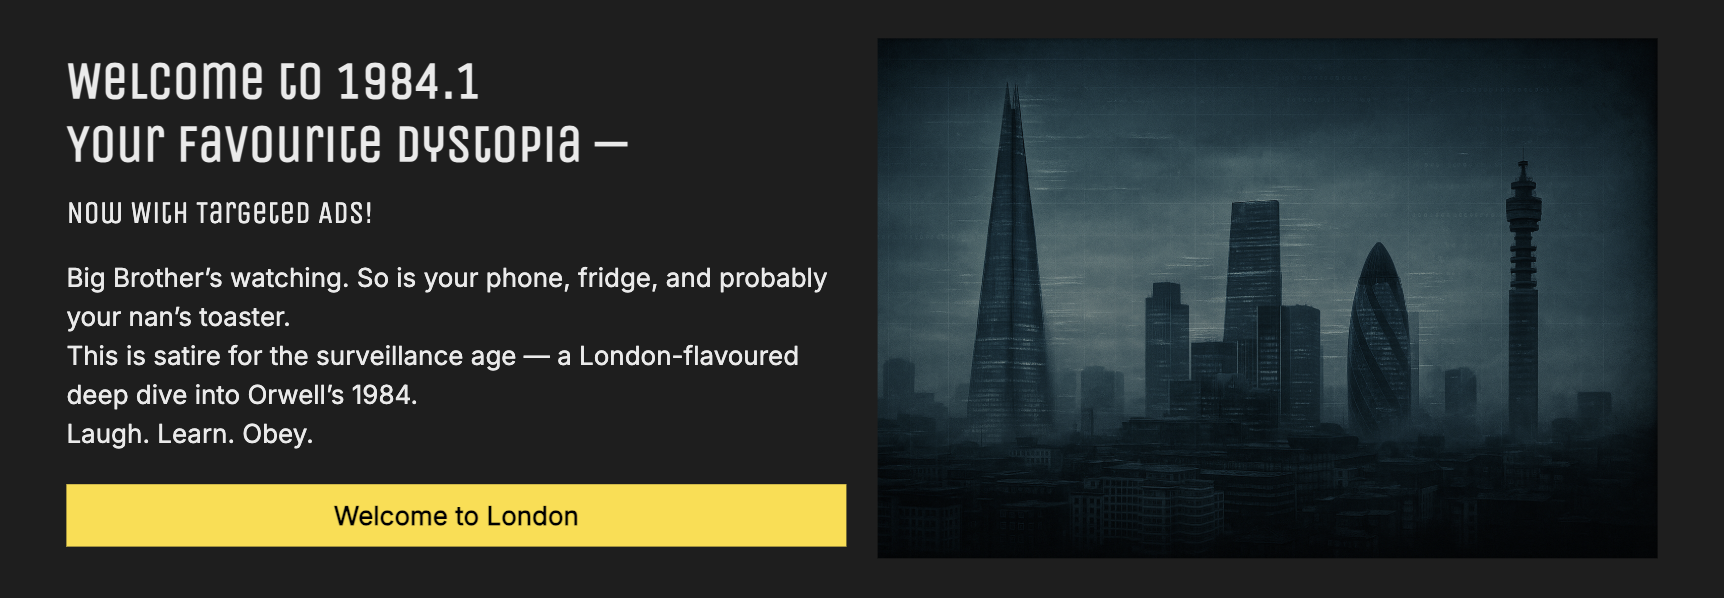 Welcome to 1984.1
Your Favourite Dystopia —
Now with Targeted Ads!
Big Brother’s watching. So is your phone, fridge, and probably
your nan’s toaster.
This is satire for the surveillance age — a London-flavoured
deep dive into Orwell’s 1984.
Laugh. Learn. Obey.
Welcome to London